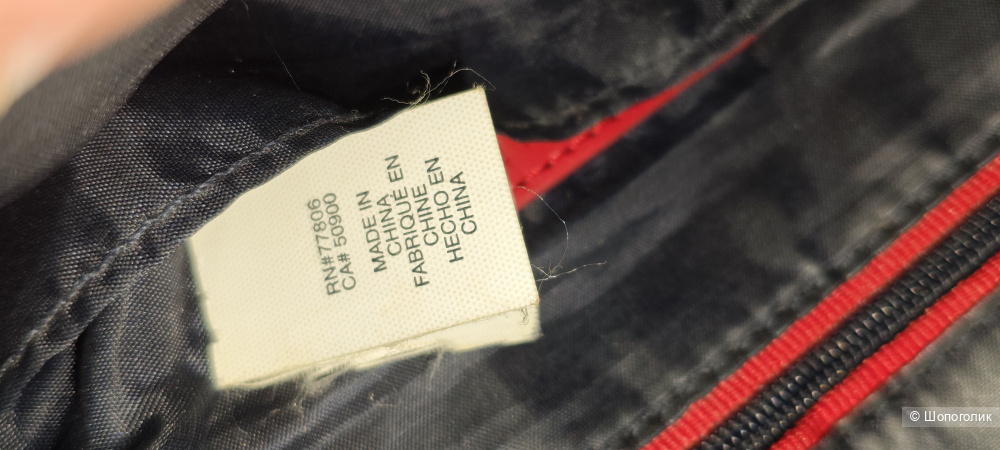 RN#77806
CA# 50900
MADE IN
CHINA
FABRIQUÉ EN
CHINE
HECHO EN
CHINA
© Шопоголик